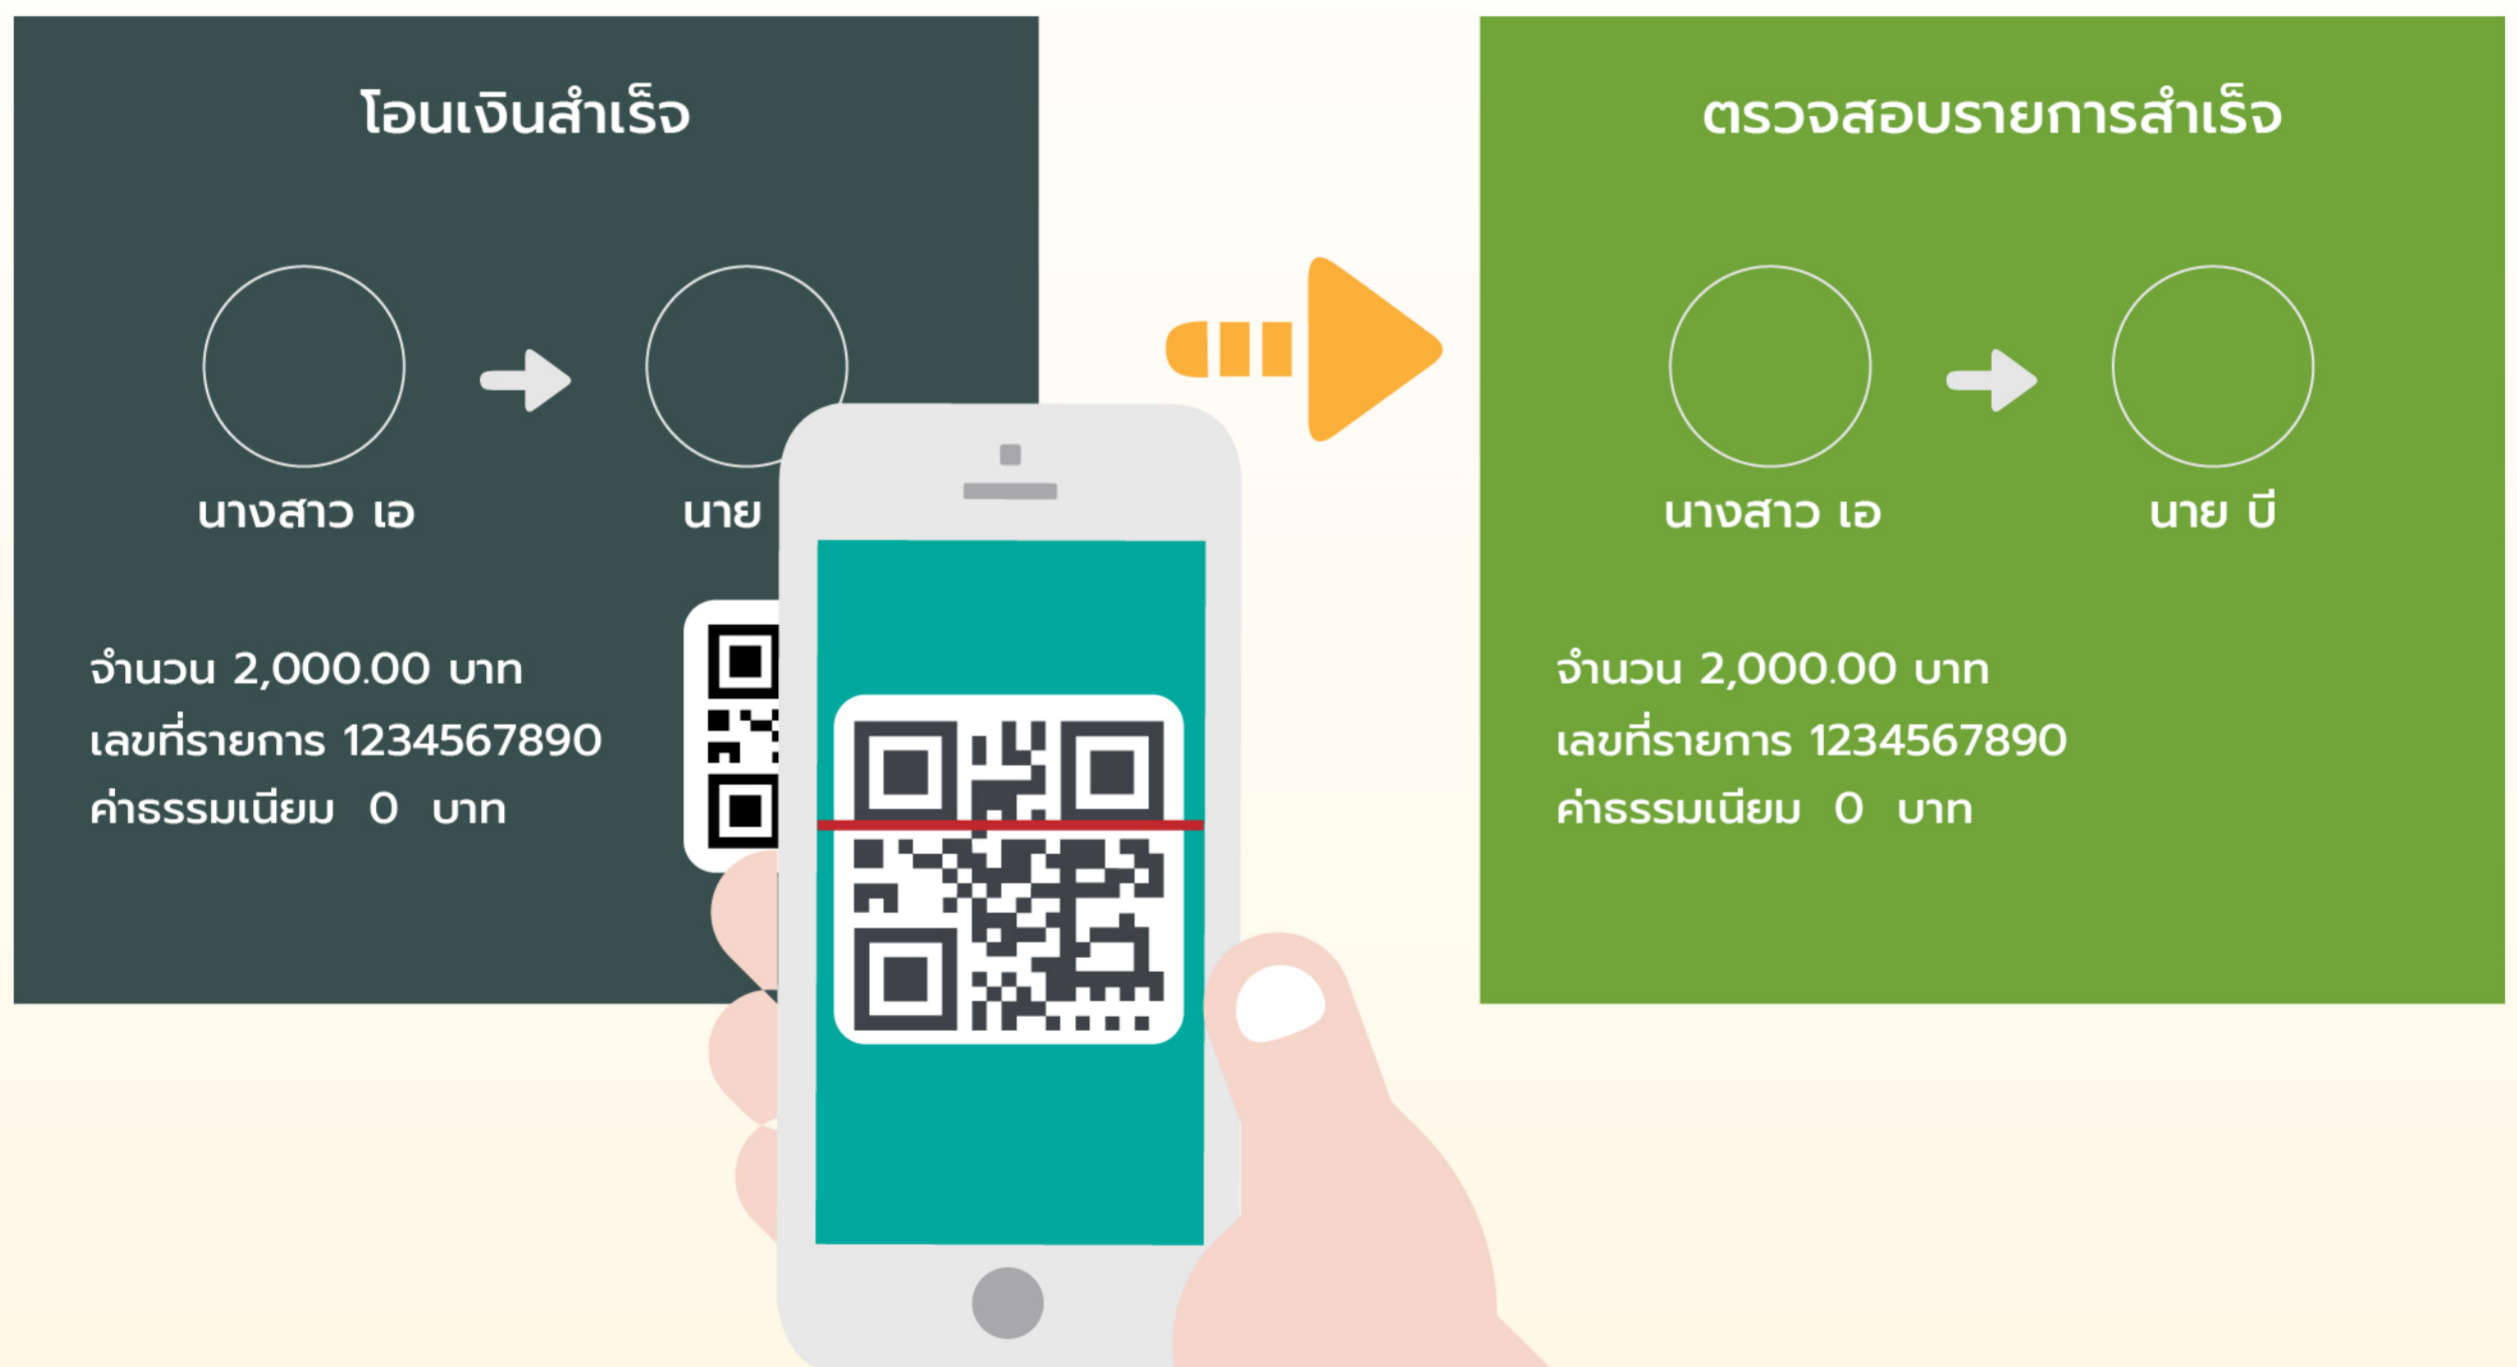 โอนเงินสำเร็จ
นางสาว เอ
นาย
จำนวน 2,000.00 บาท
เลขที่รายการ 1234567890
ค่าธรรมเนียม 0 บาท
ตรวจสอบรายการสำเร็จ
นางสาว เอ
นาย บี
จำนวน 2,000.00 บาท
เลขที่รายการ 1234567890
ค่าธรรมเนียม 0 บาท